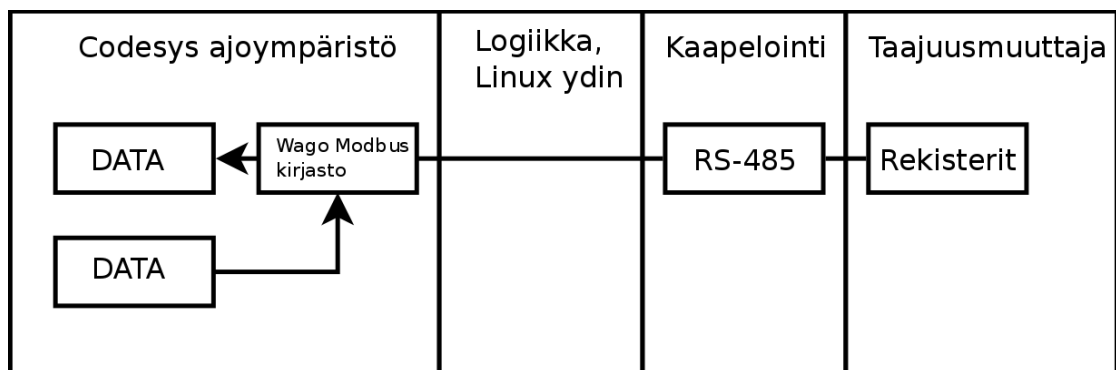 Codesys ajoympäristö
Logiikka,
Linux ydin
Kaapelointi
Taajuusmuuttaja
DATA
Wago Modbus
kirjasto
RS-485
Rekisterit
DATA